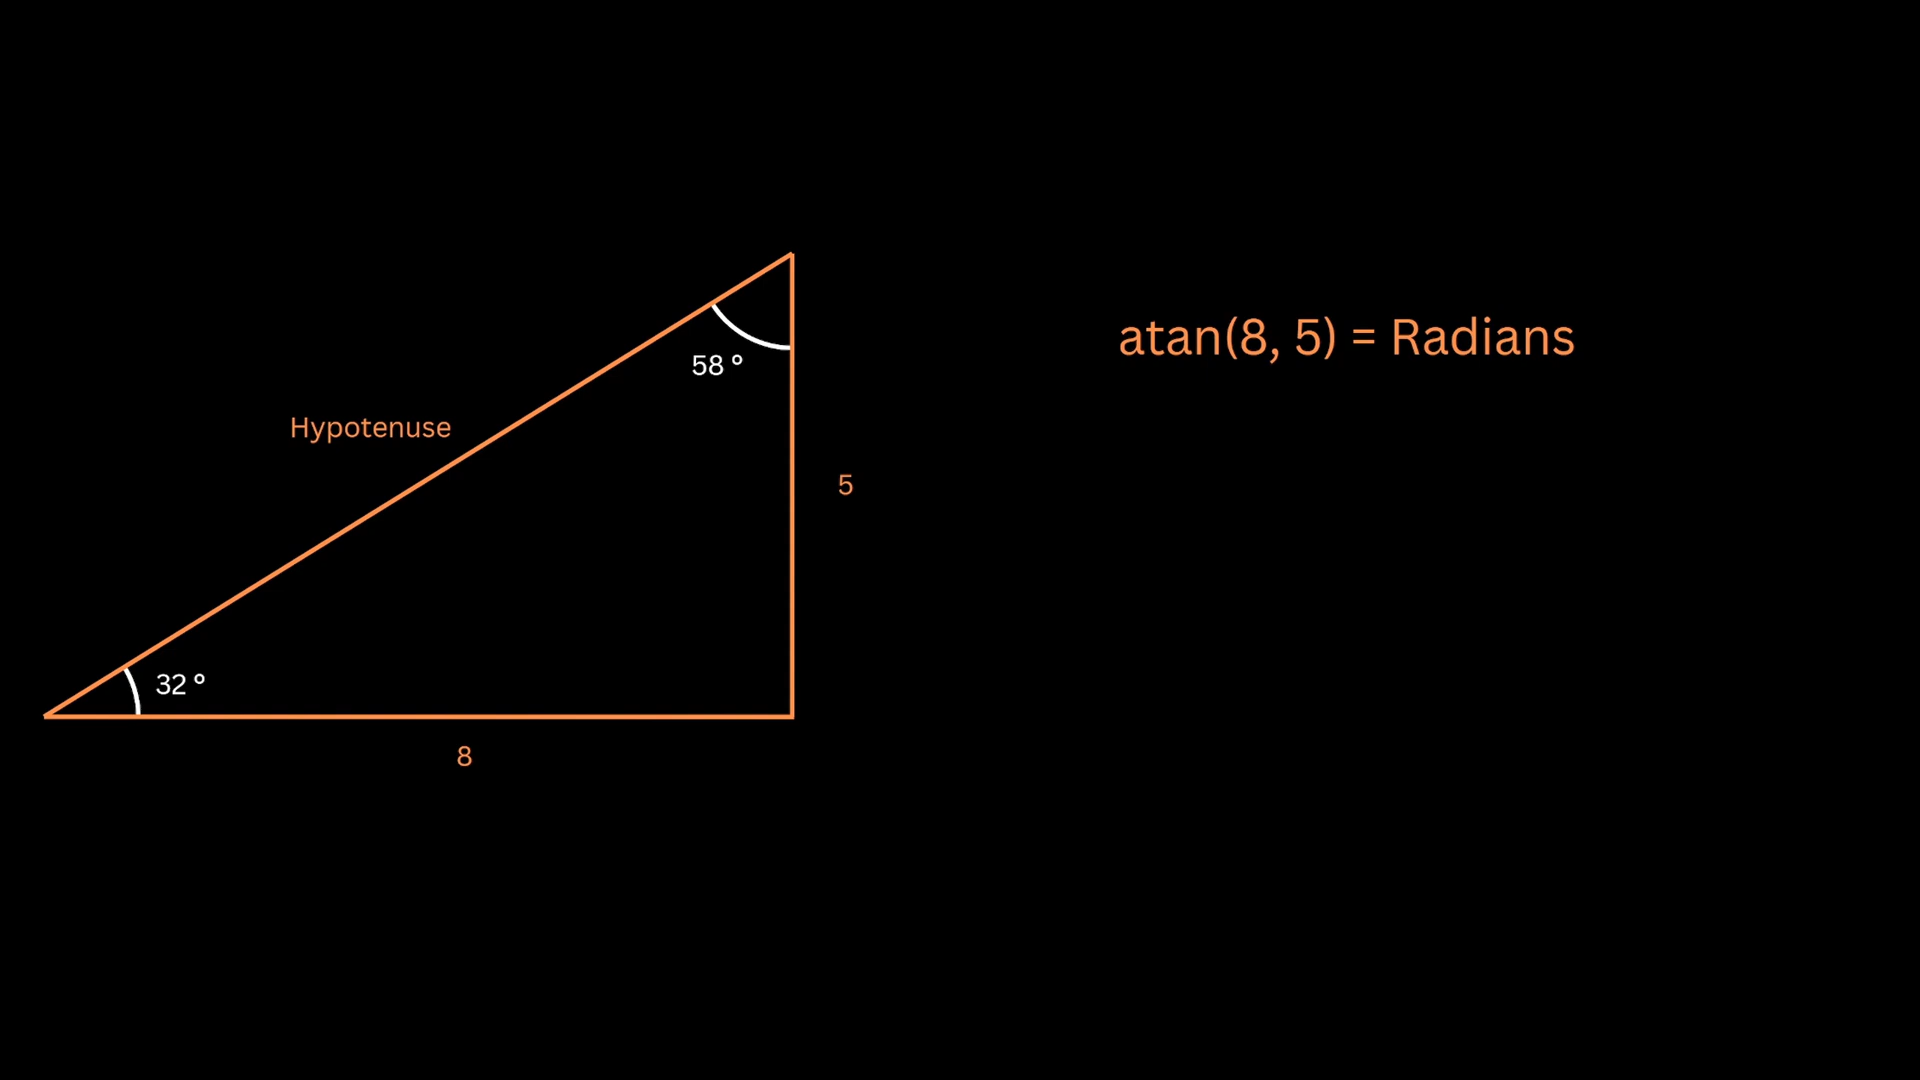 atan(8, 5) = Radians
58 º
Hypotenuse
5
32 º
8